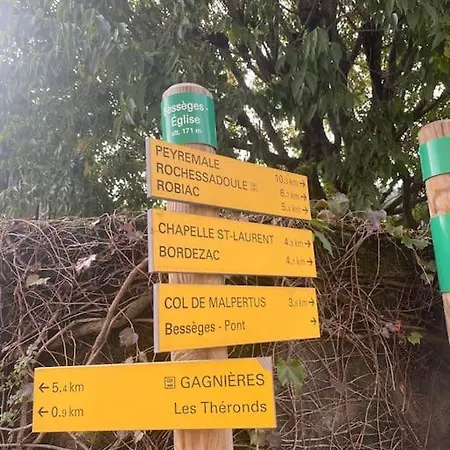 Bessèges
Église
alt. 171 m
PEYREMALE 10.3 km →
ROCHESSADOULE 6.7 km →
ROBIAC 5.4 km →
CHAPELLE ST-LAURENT 4.3 km →
BORDEZAC 4.1 km →
COL DE MALPERTUS 3.8 km →
Bessèges - Pont →
← 5.4 km GAGNIÈRES
← 0.9 km Les Théronds